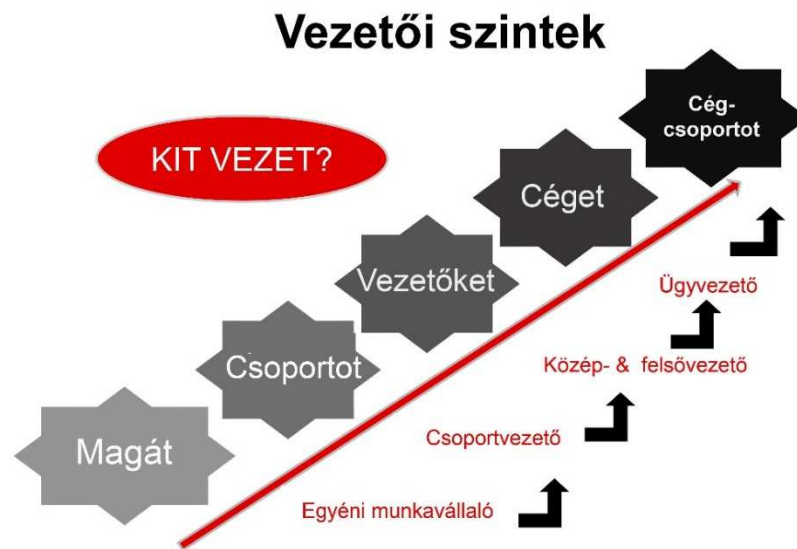 Vezetői szintek
Cég-
csoportot
KIT VEZET?
Céget
Vezetőket
Ügyvezető
Csoportot
Közép- & felsővezető
Csoportvezető
Magát
Egyéni munkavállaló